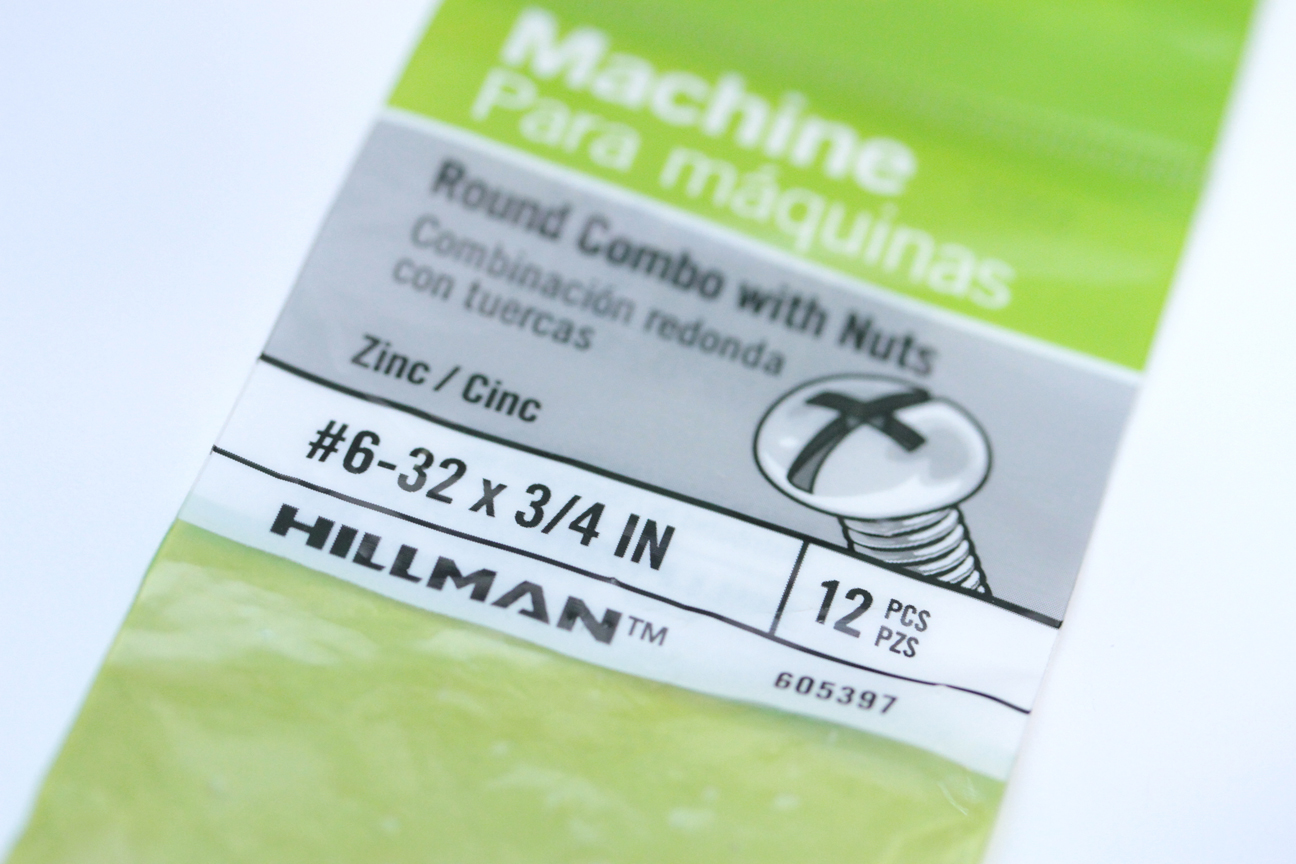 Machine
Para máquinas
Round Combo with Nuts
Combinación redonda
con tuercas
Zinc / Cinc
#6-32 x 3/4 IN
12 PCS
PZS
HILLMAN™
605397